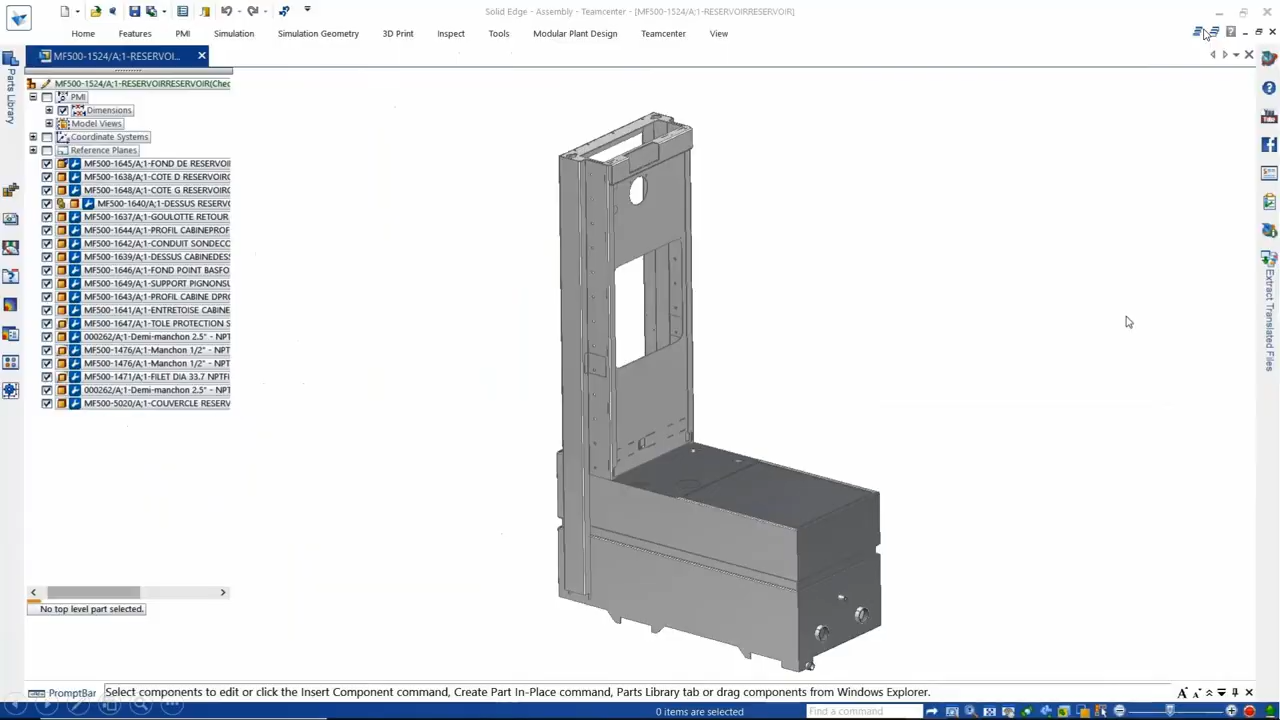 Solid Edge - Assembly - Teamcenter - [MF500-1524/A;1-RESERVOIRRESERVOIR]
Home Features PMI Simulation Simulation Geometry 3D Print Inspect Tools Modular Plant Design Teamcenter View
MF500-1524/A;1-RESERVOI...
MF500-1524/A;1-RESERVOIRRESERVOIR(Chec
PMI
Dimensions
Model Views
Coordinate Systems
Reference Planes
MF500-1645/A;1-FOND DE RESERVOII
MF500-1638/A;1-COTE D RESERVOIRC
MF500-1648/A;1-COTE G RESERVOIRC
MF500-1640/A;1-DESSUS RESERVC
MF500-1637/A;1-GOULOTTE RETOUR
MF500-1644/A;1-PROFIL CABINEPROF
MF500-1642/A;1-CONDUIT SONDECO
MF500-1639/A;1-DESSUS CABINEDES
MF500-1646/A;1-FOND POINT BASFO
MF500-1649/A;1-SUPPORT PIGNONSU
MF500-1643/A;1-PROFIL CABINE DPRO
MF500-1641/A;1-ENTRETOISE CABINE
MF500-1647/A;1-TOLE PROTECTION S
000262/A;1-Demi-manchon 2.5" - NPT
MF500-1476/A;1-Manchon 1/2" - NPT
MF500-1476/A;1-Manchon 1/2" - NPT
MF500-1471/A;1-FILET DIA 33.7 NPTFI
000262/A;1-Demi-manchon 2.5" - NPT
MF500-5020/A;1-COUVERCLE RESERV
No top level part selected.
Parts Library
You Tube
Extract Translated Files
PromptBar
Select components to edit or click the Insert Component command, Create Part In-Place command, Parts Library tab or drag components from Windows Explorer.
0 items are selected
Find a command